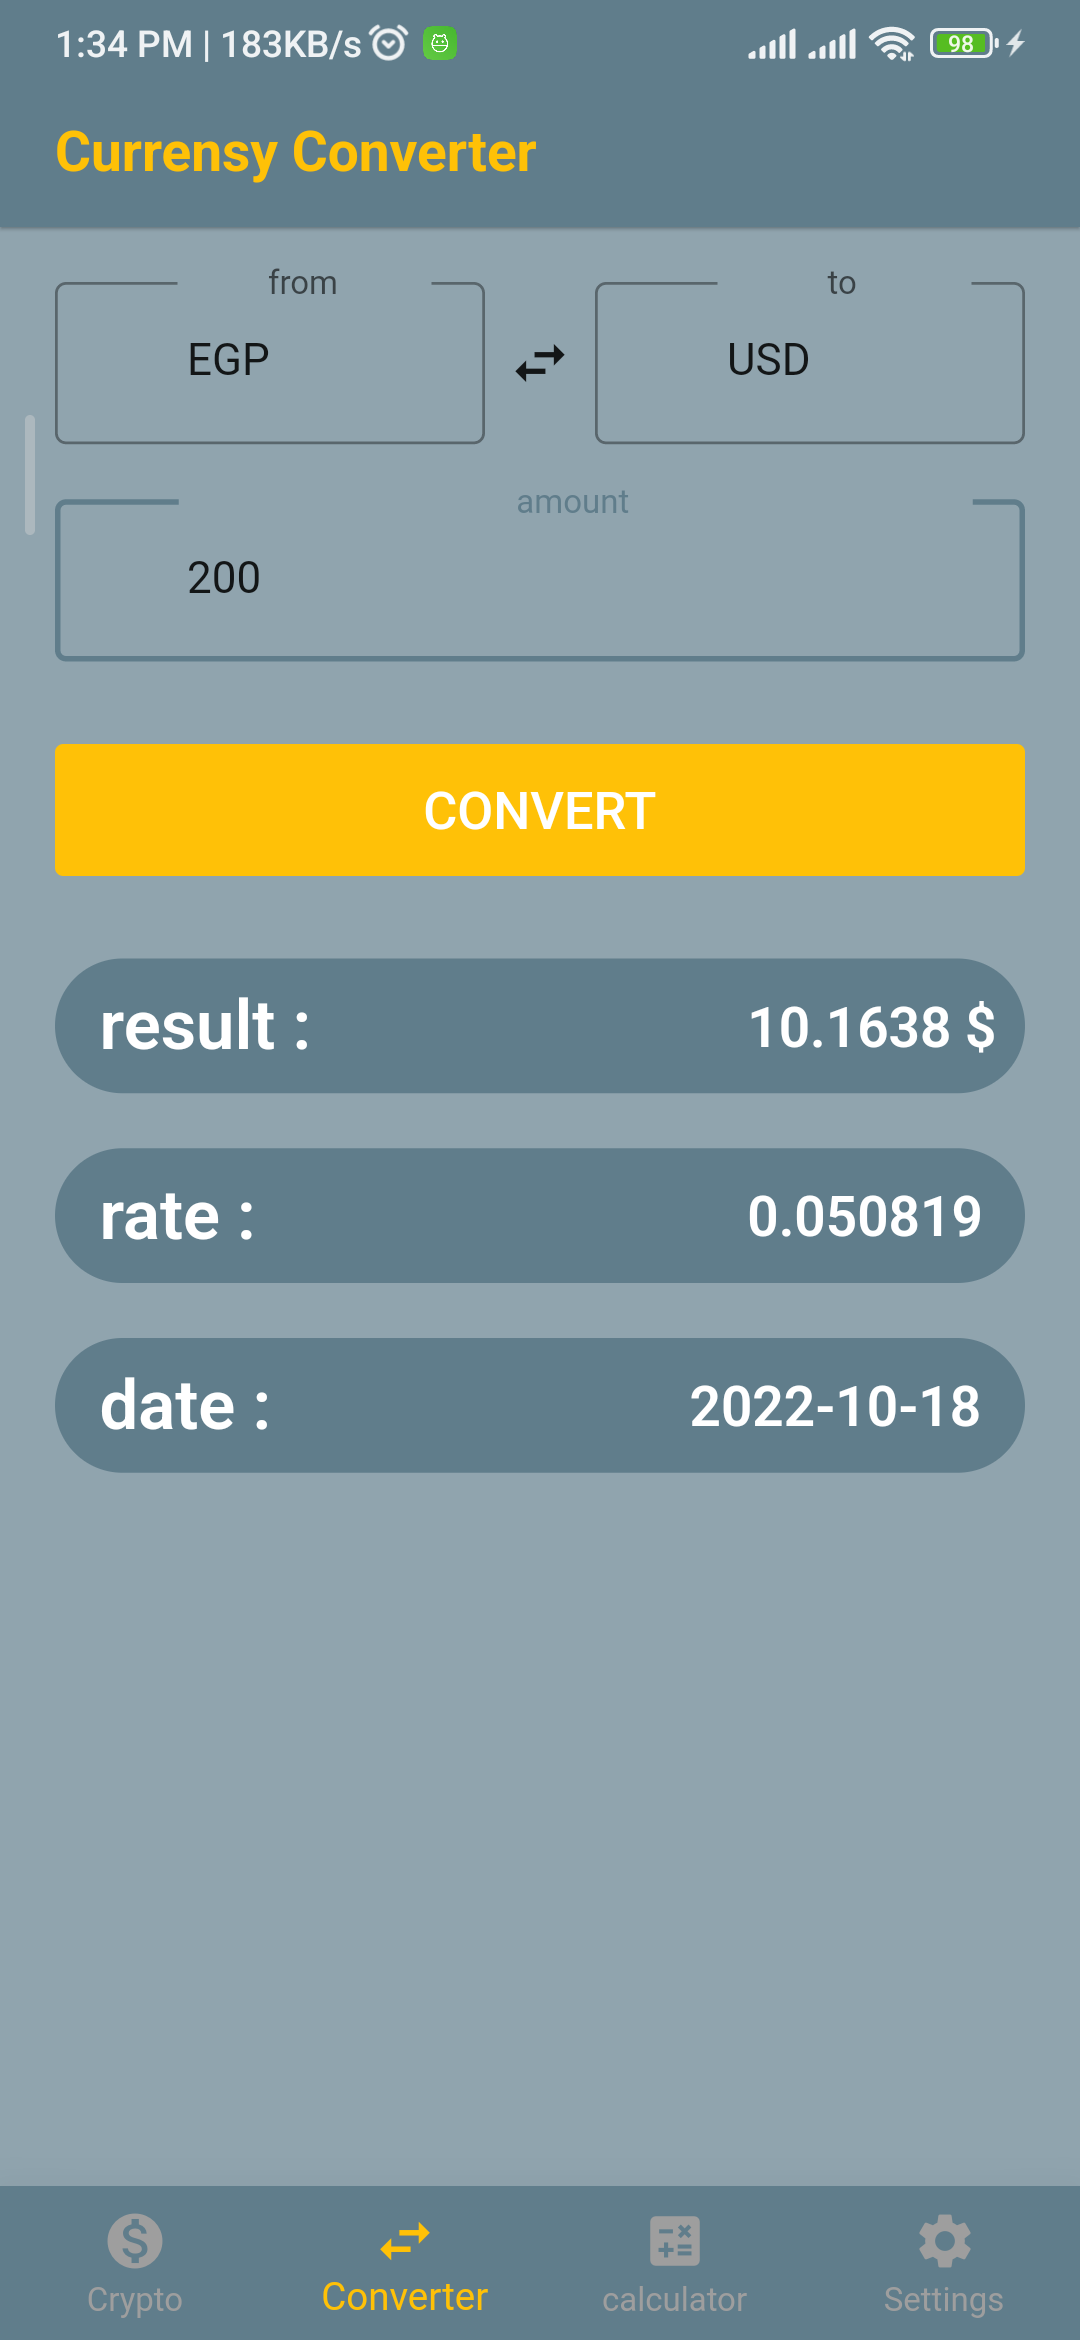 1:34 PM | 183KB/s
98
Currensy Converter
from
to
EGP
USD
amount
200
CONVERT
result :
10.1638 $
rate :
0.050819
date :
2022-10-18
Crypto
Converter
calculator
Settings